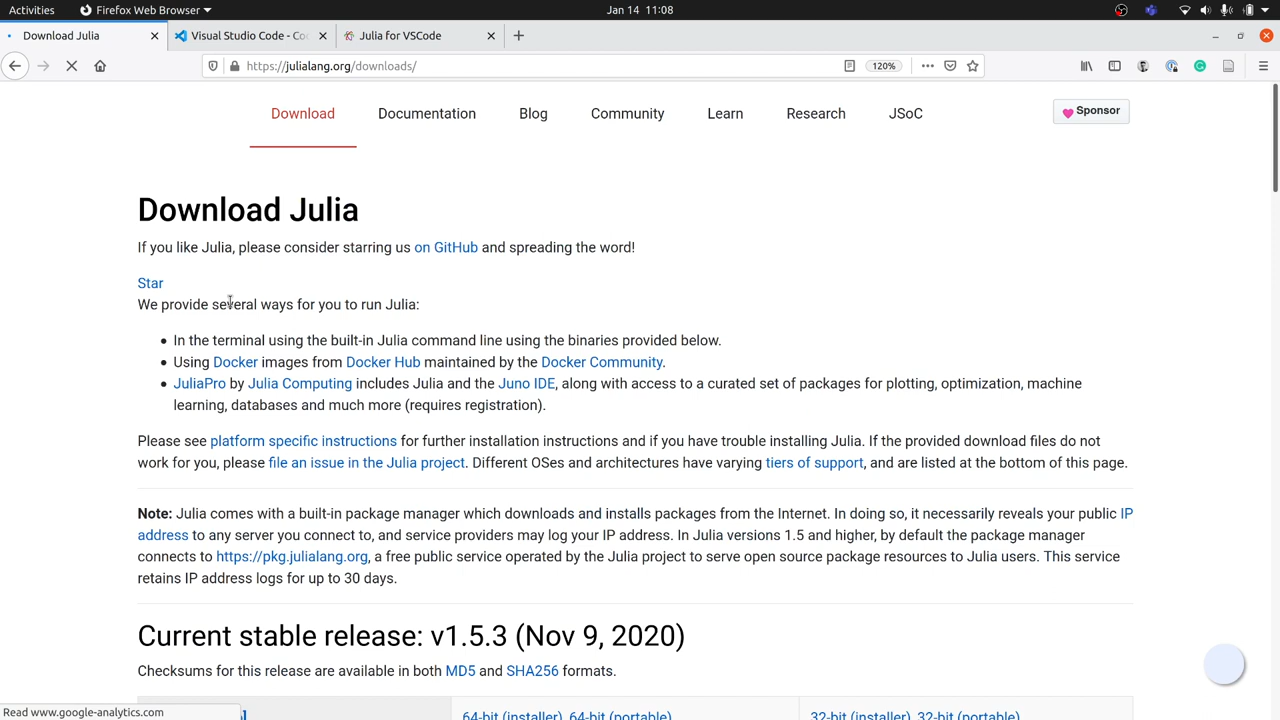 Activities Firefox Web Browser Jan 14 11:08
Download Julia Visual Studio Code - Co Julia for VSCode
https://julialang.org/downloads/ 120%
Download Documentation Blog Community Learn Research JSoC Sponsor
Download Julia
If you like Julia, please consider starring us on GitHub and spreading the word!
Star
We provide several ways for you to run Julia:
• In the terminal using the built-in Julia command line using the binaries provided below.
• Using Docker images from Docker Hub maintained by the Docker Community.
• JuliaPro by Julia Computing includes Julia and the Juno IDE, along with access to a curated set of packages for plotting, optimization, machine
learning, databases and much more (requires registration).
Please see platform specific instructions for further installation instructions and if you have trouble installing Julia. If the provided download files do not
work for you, please file an issue in the Julia project. Different OSes and architectures have varying tiers of support, and are listed at the bottom of this page.
Note: Julia comes with a built-in package manager which downloads and installs packages from the Internet. In doing so, it necessarily reveals your public IP
address to any server you connect to, and service providers may log your IP address. In Julia versions 1.5 and higher, by default the package manager
connects to https://pkg.julialang.org, a free public service operated by the Julia project to serve open source package resources to Julia users. This service
retains IP address logs for up to 30 days.
Current stable release: v1.5.3 (Nov 9, 2020)
Checksums for this release are available in both MD5 and SHA256 formats.
64-bit (installer), 64-bit (portable) 32-bit (installer), 32-bit (portable)
Read www.google-analytics.com